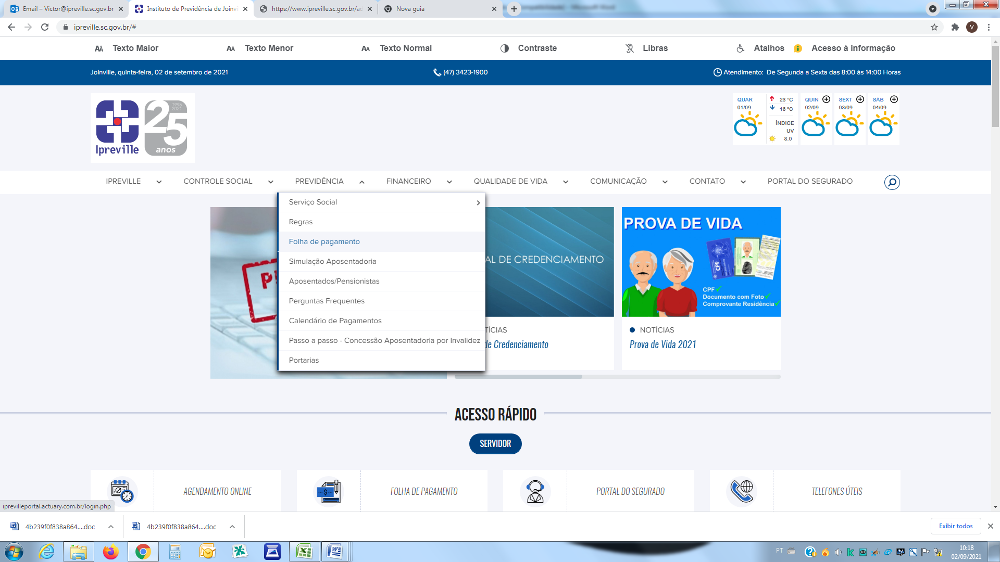 Email – Victor@ipreville.sc.gov.br
Instituto de Previdência de Joinvi
https://www.ipreville.sc.gov.br/ad
Nova guia
Microsoft Word
ipreville.sc.gov.br/#
V
Texto Maior
Texto Menor
Texto Normal
Contraste
Libras
Atalhos
Acesso à informação
Joinville, quinta-feira, 02 de setembro de 2021
(47) 3423-1900
Atendimento: De Segunda a Sexta das 8:00 às 14:00 Horas
Ipreville
1996
2021
25
anos
QUAR
01/09
23 °C
16 °C
ÍNDICE
UV
8.0
QUIN
02/09
SEXT
03/09
SÁB
04/09
IPREVILLE
CONTROLE SOCIAL
PREVIDÊNCIA
FINANCEIRO
QUALIDADE DE VIDA
COMUNICAÇÃO
CONTATO
PORTAL DO SEGURADO
Serviço Social
Regras
Folha de pagamento
Simulação Aposentadoria
Aposentados/Pensionistas
Perguntas Frequentes
Calendário de Pagamentos
Passo a passo - Concessão Aposentadoria por Invalidez
Portarias
AL DE CREDENCIAMENTO
TÍCIAS
de Credenciamento
PROVA DE VIDA
CPF
CPF
Documento com Foto
Comprovante Residência
NOTÍCIAS
Prova de Vida 2021
ACESSO RÁPIDO
SERVIDOR
AGENDAMENTO ONLINE
FOLHA DE PAGAMENTO
PORTAL DO SEGURADO
TELEFONES ÚTEIS
iprevilleportal.actuary.com.br/login.php
4b239f0f838a864....doc
4b239f0f838a864....doc
Exibir todos
PT
10:18
02/09/2021